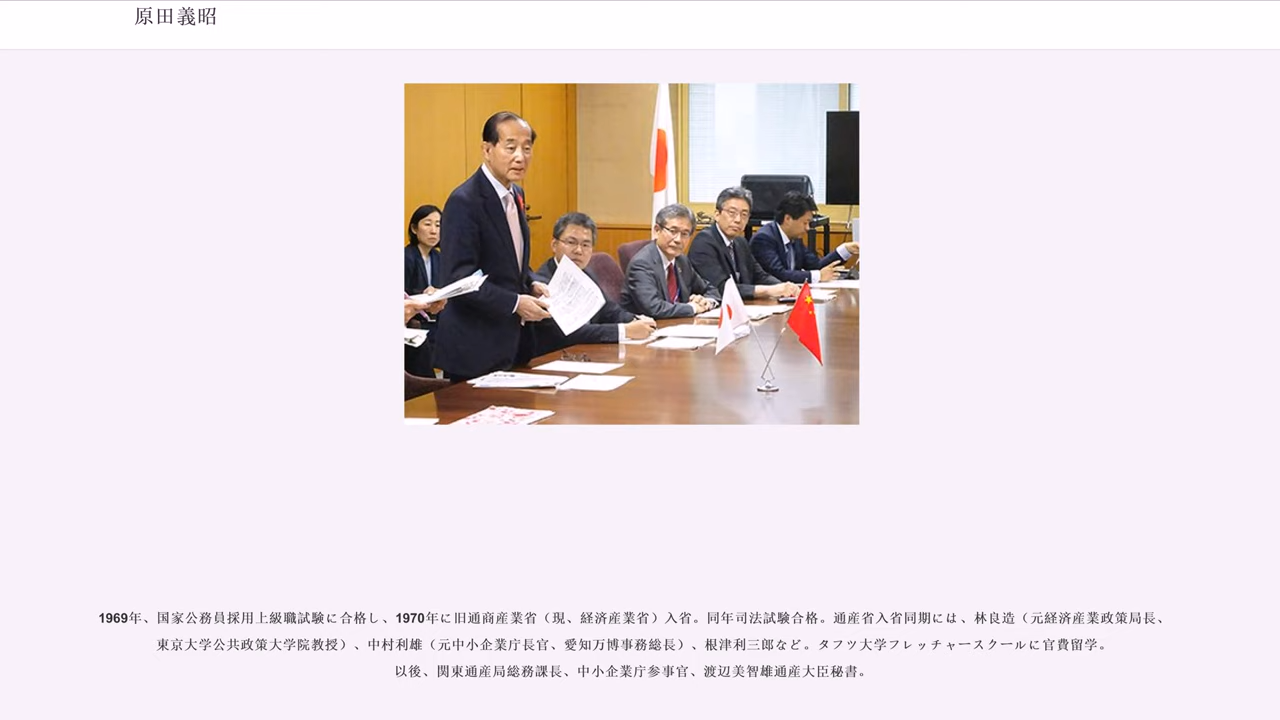 原田義昭
1969年、国家公務員採用上級職試験に合格し、1970年に旧通商産業省（現、経済産業省）入省。同年司法試験合格。通産省入省同期には、林良造（元経済産業政策局長、
東京大学公共政策大学院教授）、中村利雄（元中小企業庁長官、愛知万博事務総長）、根津利三郎など。タフツ大学フレッチャースクールに官費留学。
以後、関東通産局総務課長、中小企業庁参事官、渡辺美智雄通産大臣秘書。